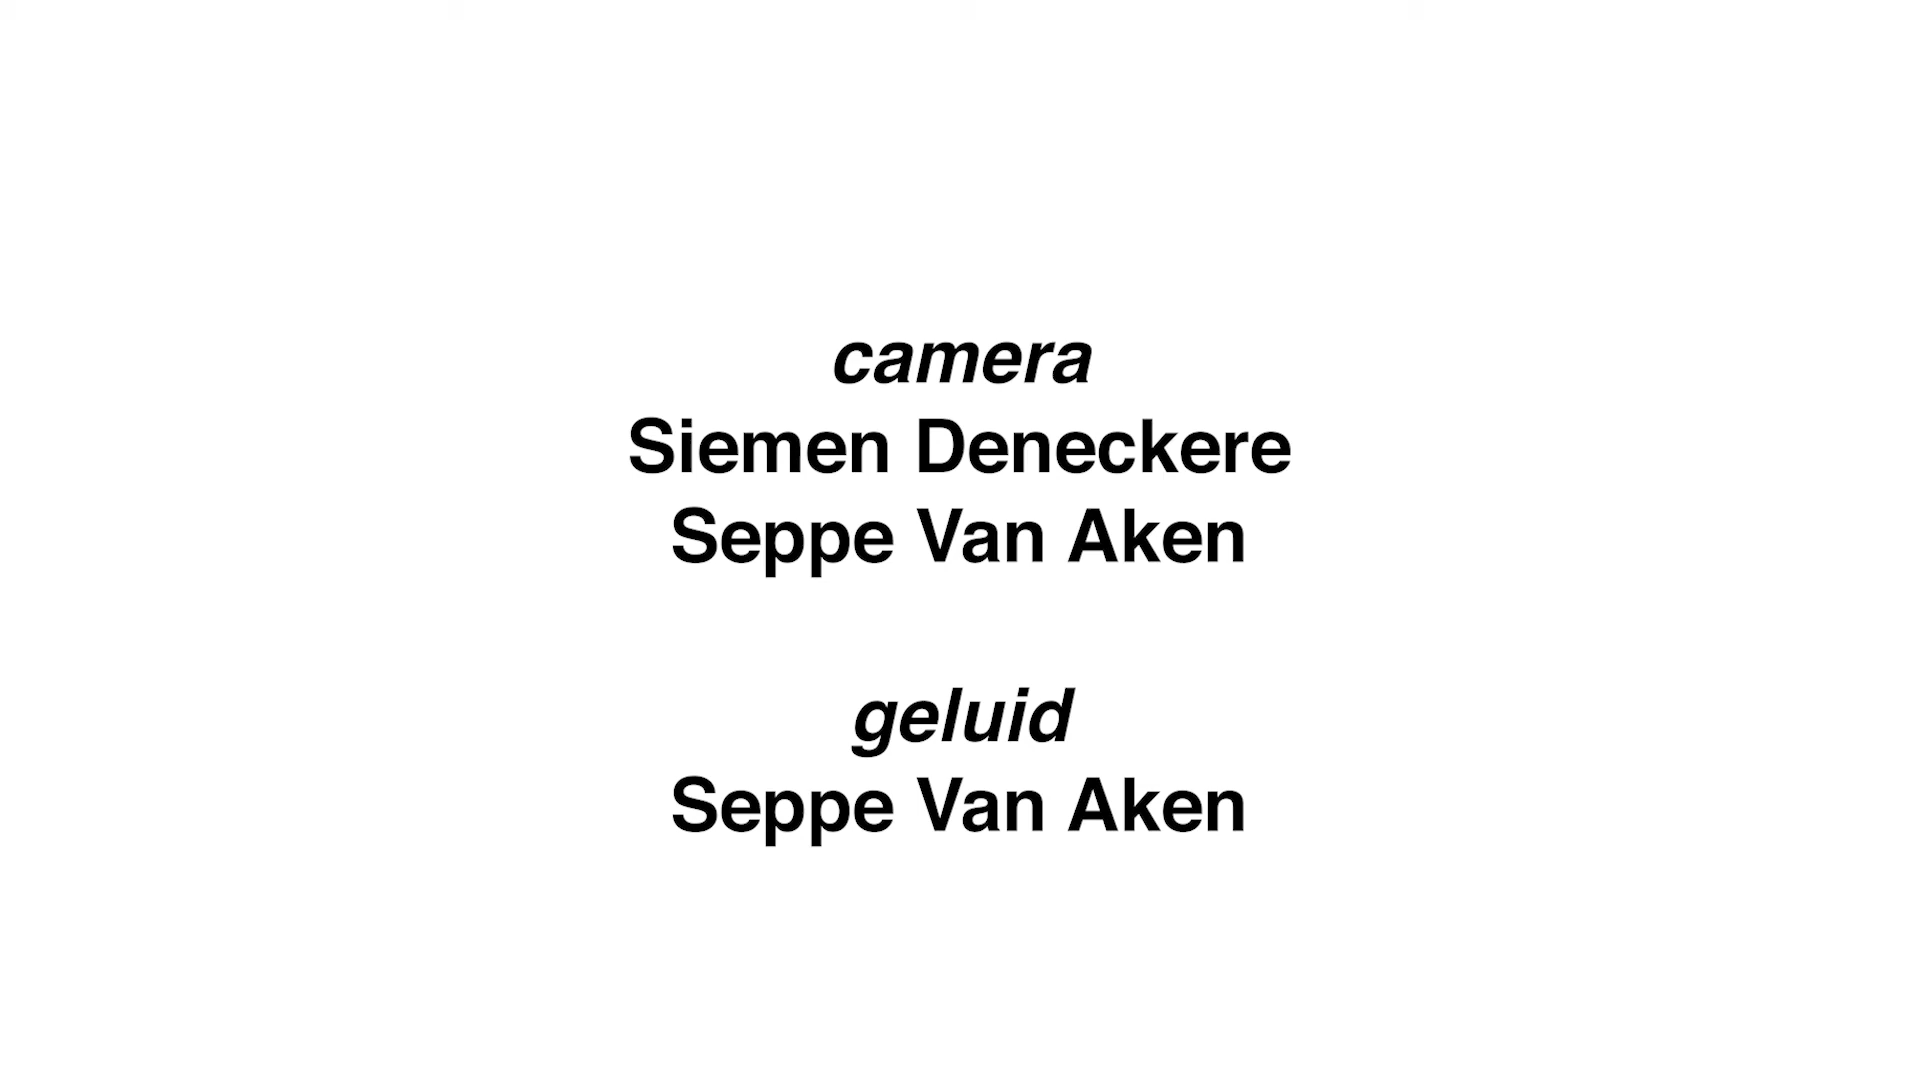 camera
Siemen Deneckere
Seppe Van Aken
geluid
Seppe Van Aken